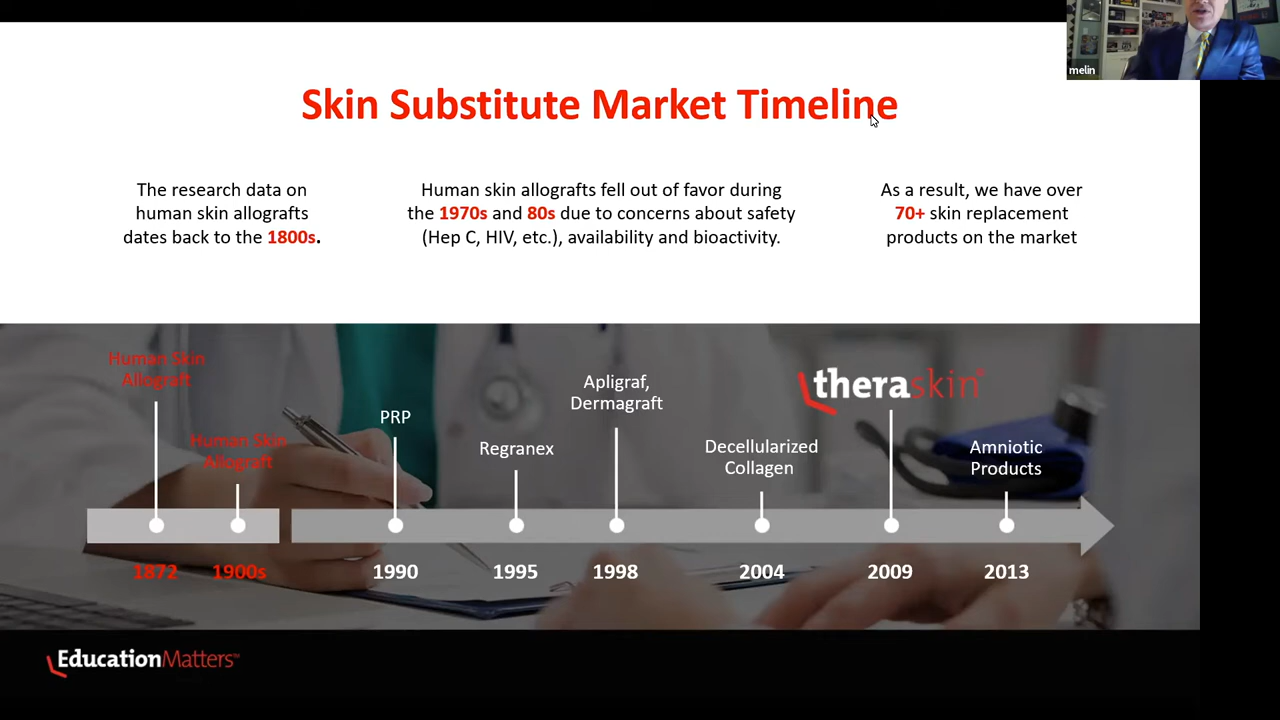 melin
Skin Substitute Market Timeline
The research data on
human skin allografts
dates back to the 1800s.
Human skin allografts fell out of favor during
the 1970s and 80s due to concerns about safety
(Hep C, HIV, etc.), availability and bioactivity.
As a result, we have over
70+ skin replacement
products on the market
Human Skin
Allograft
Human Skin
Allograft
PRP
Regranex
Apligraf,
Dermagraft
Decellularized
Collagen
theraskin®
Amniotic
Products
1872
1900s
1990
1995
1998
2004
2009
2013
EducationMatters™